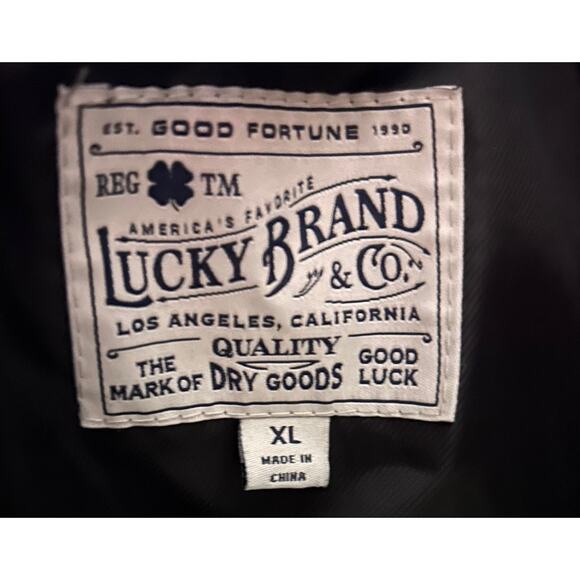 EST. GOOD FORTUNE 1990
REG TM
AMERICA'S FAVORITE
LUCKY BRAND
& CO.
LOS ANGELES, CALIFORNIA
QUALITY
THE MARK OF DRY GOODS GOOD LUCK
XL
MADE IN
CHINA